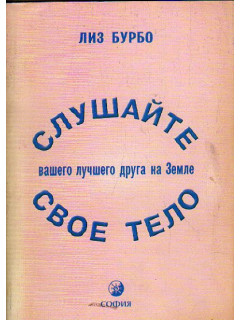 ЛИЗ БУРБО
СЛУШАЙТЕ
вашего лучшего друга на Земле
СВОЕ ТЕЛО
СОФИЯ